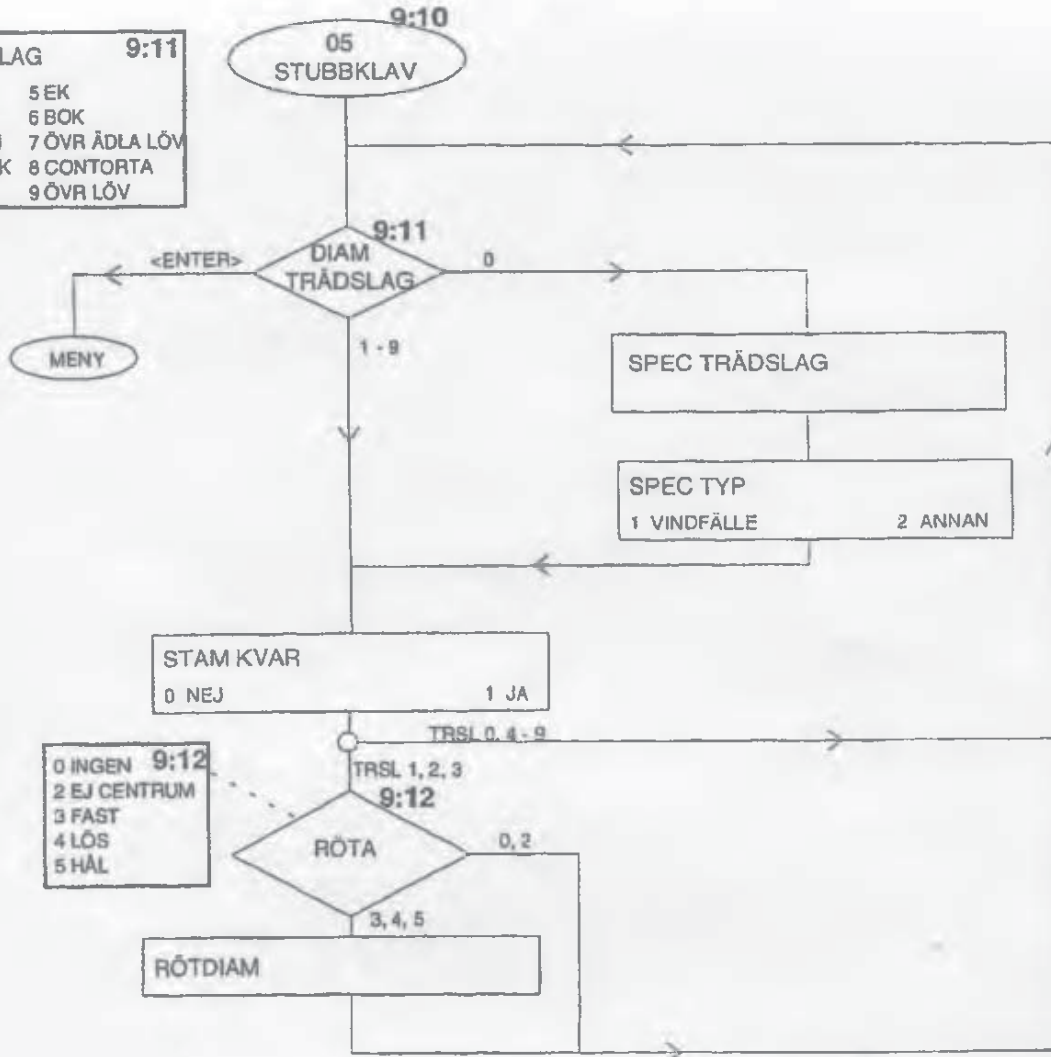 9:10
05
STUBBKLAV
LAG 9:11
5 EK
6 BOK
7 ÖVR ÄDLA LÖV
K 8 CONTORTA
9 ÖVR LÖV
9:11
<ENTER>
DIAM
TRÄDSLAG
0
MENY
1 - 9
SPEC TRÄDSLAG
SPEC TYP
1 VINDFÄLLE 2 ANNAN
STAM KVAR
0 NEJ 1 JA
TRSL 0, 4 - 9
TRSL 1, 2, 3
0 INGEN 9:12
2 EJ CENTRUM
3 FAST
4 LÖS
5 HÅL
9:12
RÖTA
0, 2
3, 4, 5
RÖTDIAM